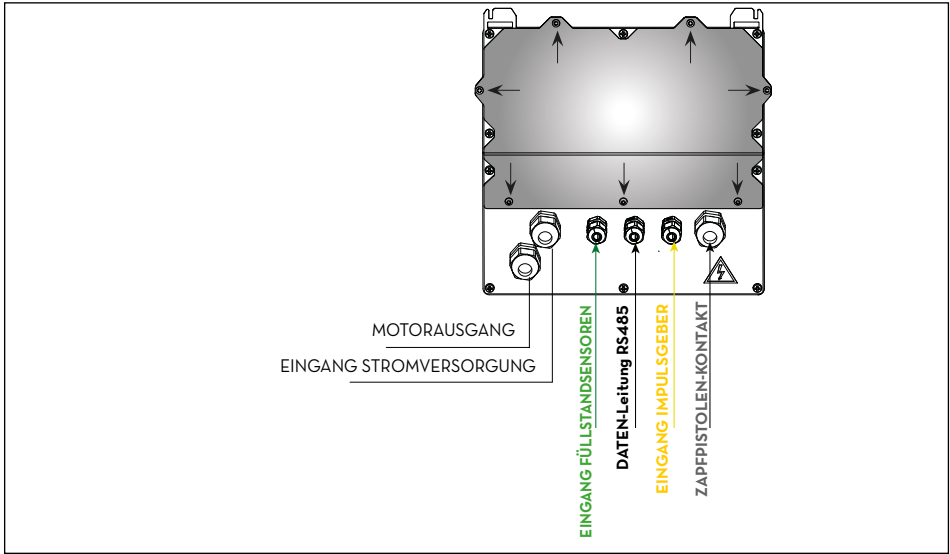 MOTORAUSGANG
EINGANG STROMVERSORGUNG
EINGANG FÜLLSTANDSENSOREN
DATEN-Leitung RS485
EINGANG IMPULSGEBER
ZAPFPISTOLEN-KONTAKT